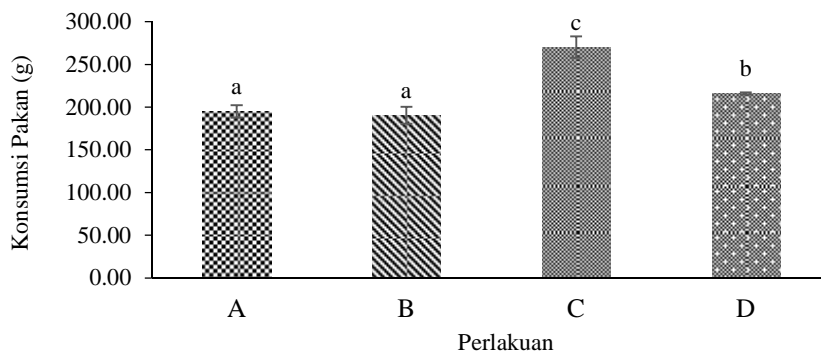 300.00
250.00
200.00
150.00
100.00
50.00
0.00
Konsumsi Pakan (g)
a
a
c
b
A B C D
Perlakuan